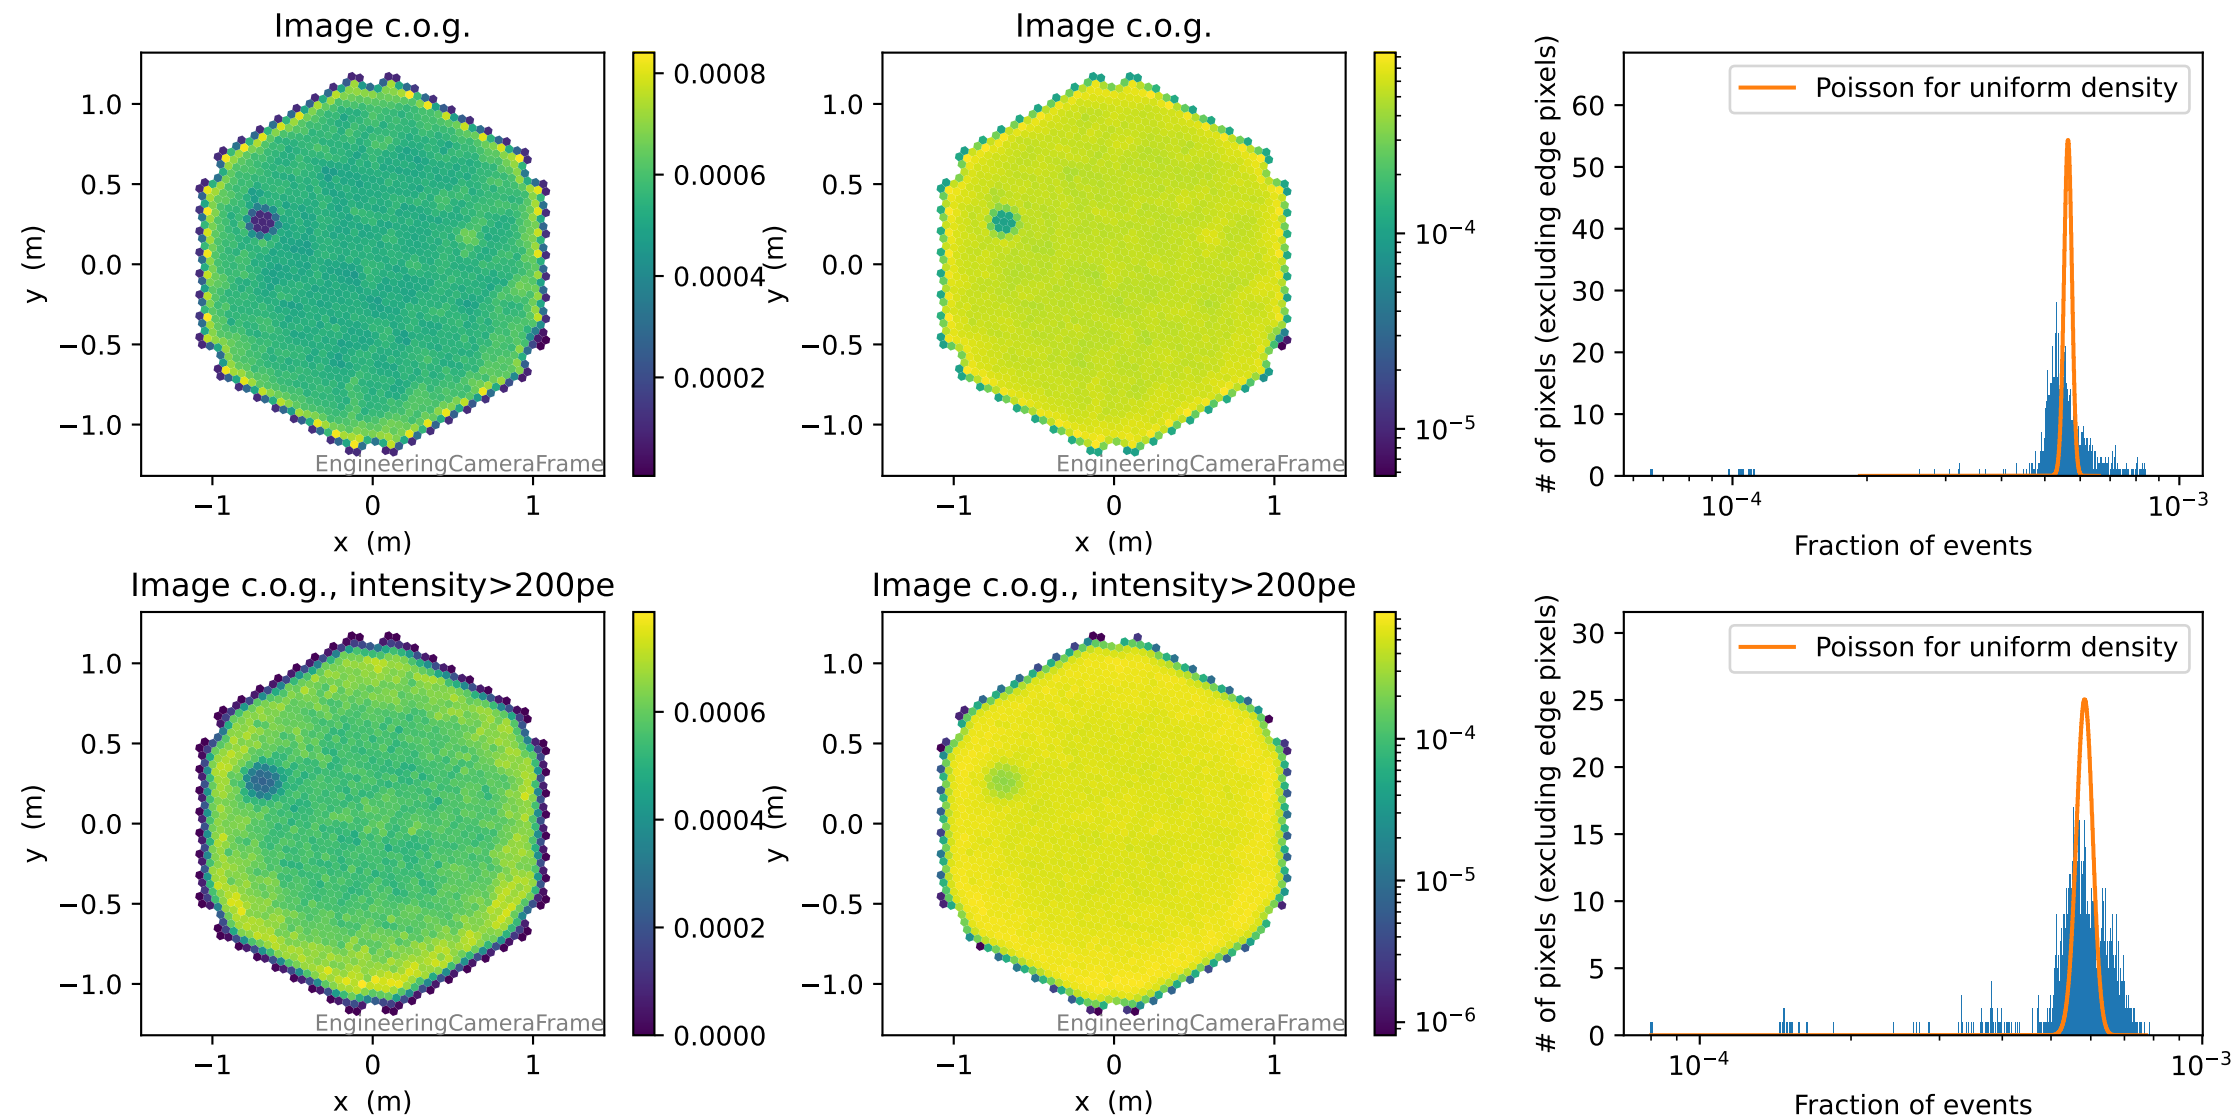 Image c.o.g.
1.0
0.5
0.0
−0.5
−1.0
y (m)
−1 0 1
x (m)
EngineeringCameraFrame
0.0008
0.0006
0.0004
0.0002
Image c.o.g.
1.0
0.5
0.0
−0.5
−1.0
y (m)
−1 0 1
x (m)
EngineeringCameraFrame
10⁻⁴
10⁻⁵
Poisson for uniform density
# of pixels (excluding edge pixels)
60
50
40
30
20
10
0
10⁻⁴ 10⁻³
Fraction of events
Image c.o.g., intensity>200pe
1.0
0.5
0.0
−0.5
−1.0
y (m)
−1 0 1
x (m)
EngineeringCameraFrame
0.0006
0.0004
0.0002
0.0000
Image c.o.g., intensity>200pe
1.0
0.5
0.0
−0.5
−1.0
y (m)
−1 0 1
x (m)
EngineeringCameraFrame
10⁻⁴
10⁻⁵
10⁻⁶
Poisson for uniform density
# of pixels (excluding edge pixels)
30
25
20
15
10
5
0
10⁻⁴ 10⁻³
Fraction of events